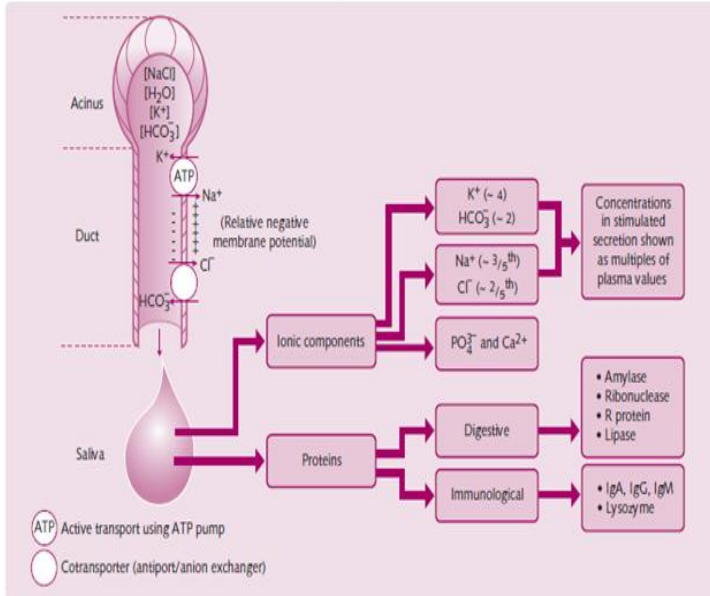 Acinus
[NaCl]
[H₂O]
[K⁺]
[HCO₃⁻]
K⁺
ATP
Na⁺
Duct
(Relative negative
membrane potential)
Cl⁻
HCO₃⁻
Saliva
Ionic components
K⁺ (~ 4)
HCO₃⁻ (~ 2)
Na⁺ (~ 3/5ᵗʰ)
Cl⁻ (~ 2/5ᵗʰ)
PO₄³⁻ and Ca²⁺
Concentrations
in stimulated
secretion shown
as multiples of
plasma values
Proteins
Digestive
• Amylase
• Ribonuclease
• R protein
• Lipase
Immunological
• IgA, IgG, IgM
• Lysozyme
ATP Active transport using ATP pump
Cotransporter (antiport/anion exchanger)